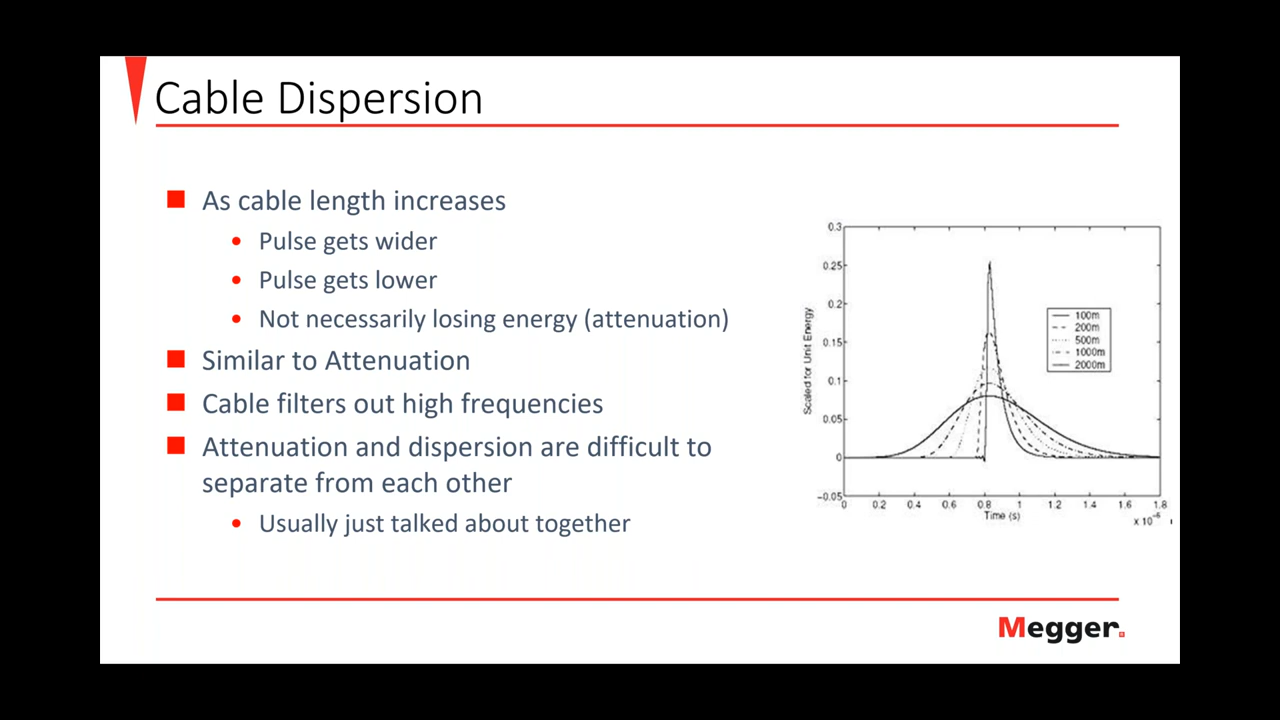 Cable Dispersion
As cable length increases
Pulse gets wider
Pulse gets lower
Not necessarily losing energy (attenuation)
Similar to Attenuation
Cable filters out high frequencies
Attenuation and dispersion are difficult to
separate from each other
Usually just talked about together
0.3
0.25
0.2
0.15
0.1
0.05
0
-0.05
Scaled for Unit Energy
100m
200m
500m
1000m
2000m
0 0.2 0.4 0.6 0.8 1 1.2 1.4 1.6 1.8
Time (s)
x 10⁻⁶
Megger.